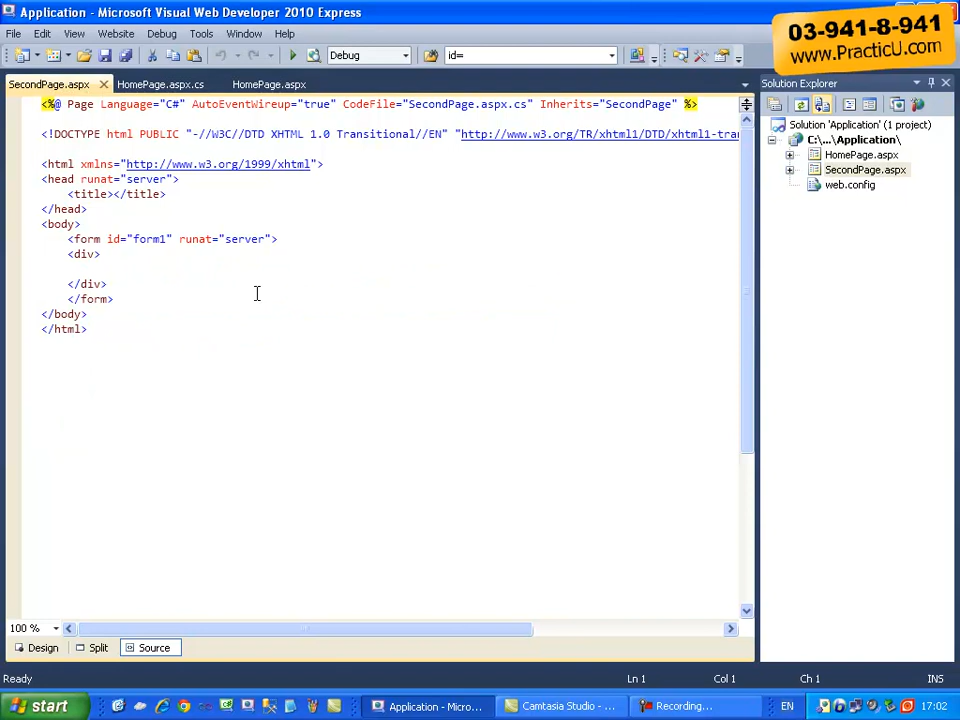 Application - Microsoft Visual Web Developer 2010 Express
03-941-8-941
www.PracticU.com
File Edit View Website Debug Tools Window Help
Debug id=
SecondPage.aspx HomePage.aspx.cs HomePage.aspx
Solution Explorer
<%@ Page Language="C#" AutoEventWireup="true" CodeFile="SecondPage.aspx.cs" Inherits="SecondPage" %>
<!DOCTYPE html PUBLIC "-//W3C//DTD XHTML 1.0 Transitional//EN" "http://www.w3.org/TR/xhtml1/DTD/xhtml1-tran
<html xmlns="http://www.w3.org/1999/xhtml">
<head runat="server">
<title></title>
</head>
<body>
<form id="form1" runat="server">
<div>
</div>
</form>
</body>
</html>
Solution 'Application' (1 project)
C:\...\Application\
HomePage.aspx
SecondPage.aspx
web.config
100 %
Design Split Source
Ready Ln 1 Col 1 Ch 1 INS
start Application - Micro... Camtasia Studio - ... Recording... EN 17:02